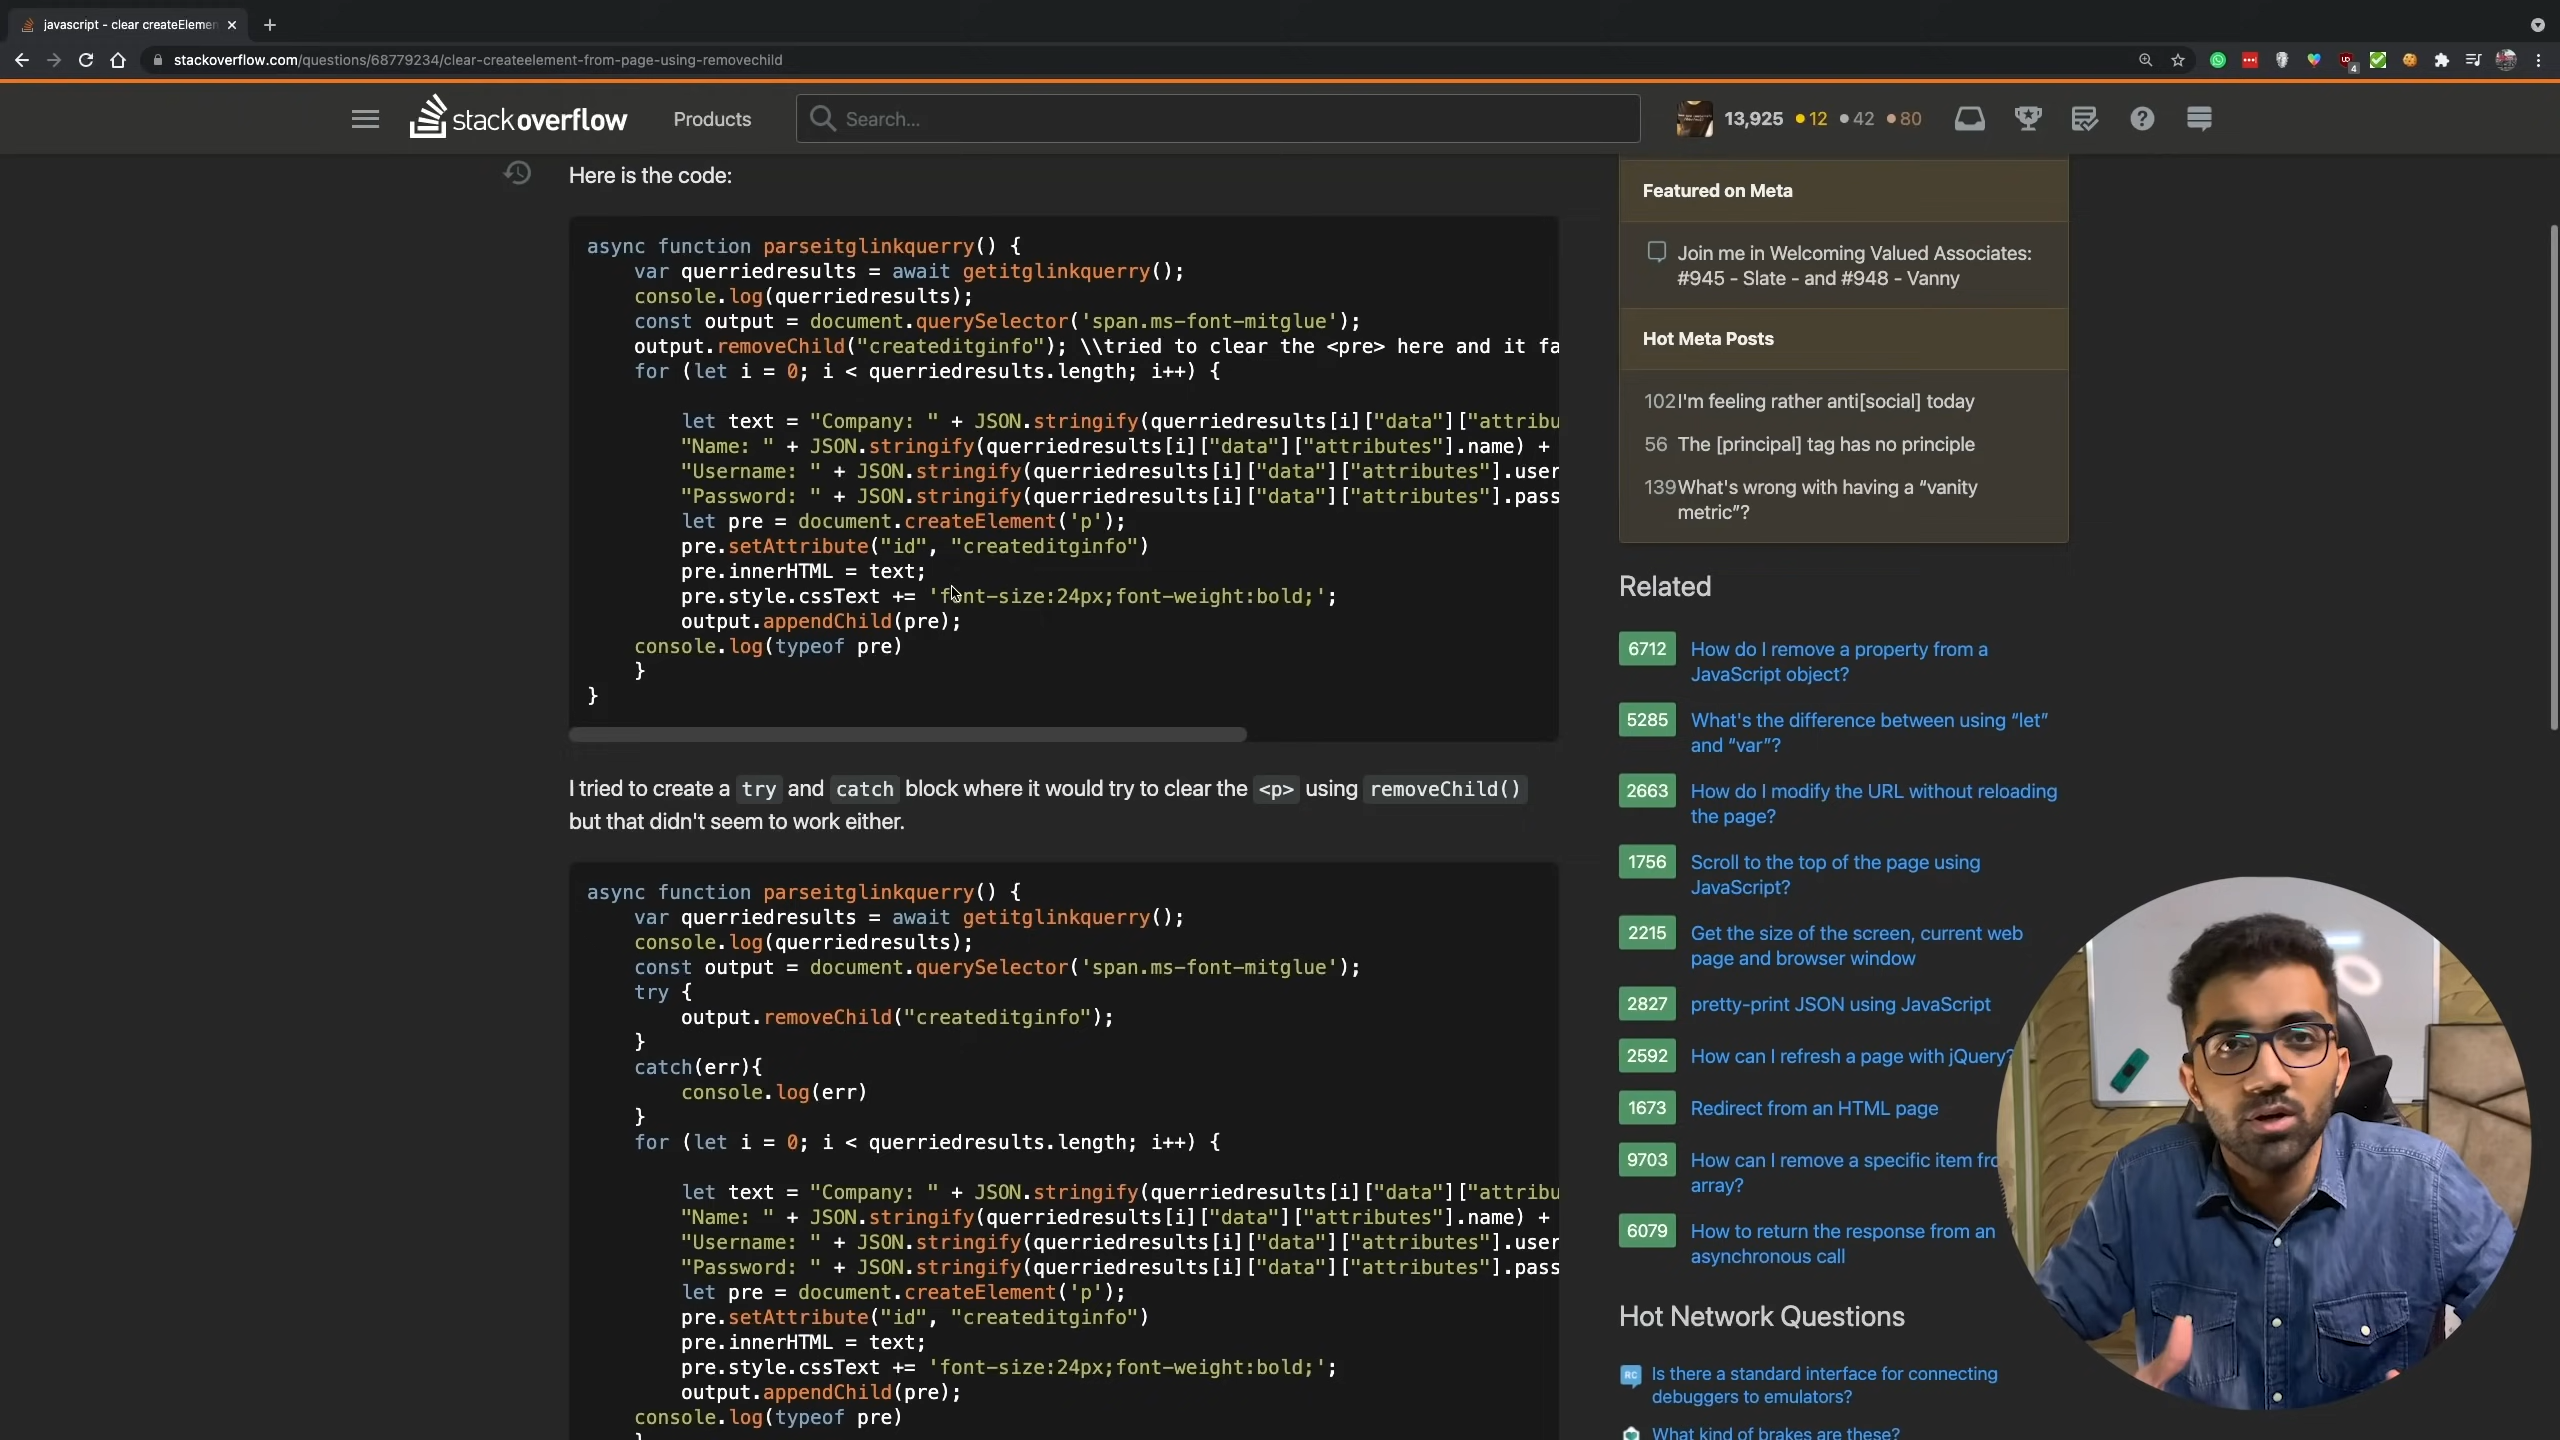 javascript - clear createElemen
stackoverflow.com/questions/68779234/clear-createelement-from-page-using-removechild
4
stackoverflow
Products
Search...
13,925 12 42 80
Here is the code:
async function parseitglinkquerry() {
var querriedresults = await getitglinkquerry();
console.log(querriedresults);
const output = document.querySelector('span.ms-font-mitglue');
output.removeChild("createditginfo"); \\tried to clear the <pre> here and it fa
for (let i = 0; i < querriedresults.length; i++) {
let text = "Company: " + JSON.stringify(querriedresults[i]["data"]["attribu
"Name: " + JSON.stringify(querriedresults[i]["data"]["attributes"].name) +
"Username: " + JSON.stringify(querriedresults[i]["data"]["attributes"].user
"Password: " + JSON.stringify(querriedresults[i]["data"]["attributes"].pass
let pre = document.createElement('p');
pre.setAttribute("id", "createditginfo")
pre.innerHTML = text;
pre.style.cssText += 'font-size:24px;font-weight:bold;';
output.appendChild(pre);
console.log(typeof pre)
}
}
I tried to create a try and catch block where it would try to clear the <p> using removeChild()
but that didn't seem to work either.
async function parseitglinkquerry() {
var querriedresults = await getitglinkquerry();
console.log(querriedresults);
const output = document.querySelector('span.ms-font-mitglue');
try {
output.removeChild("createditginfo");
}
catch(err){
console.log(err)
}
for (let i = 0; i < querriedresults.length; i++) {
let text = "Company: " + JSON.stringify(querriedresults[i]["data"]["attribu
"Name: " + JSON.stringify(querriedresults[i]["data"]["attributes"].name) +
"Username: " + JSON.stringify(querriedresults[i]["data"]["attributes"].user
"Password: " + JSON.stringify(querriedresults[i]["data"]["attributes"].pass
let pre = document.createElement('p');
pre.setAttribute("id", "createditginfo")
pre.innerHTML = text;
pre.style.cssText += 'font-size:24px;font-weight:bold;';
output.appendChild(pre);
console.log(typeof pre)
Featured on Meta
Join me in Welcoming Valued Associates:
#945 - Slate - and #948 - Vanny
Hot Meta Posts
102 I'm feeling rather anti[social] today
56 The [principal] tag has no principle
139 What's wrong with having a “vanity
metric”?
Related
6712 How do I remove a property from a
JavaScript object?
5285 What's the difference between using “let”
and “var”?
2663 How do I modify the URL without reloading
the page?
1756 Scroll to the top of the page using
JavaScript?
2215 Get the size of the screen, current web
page and browser window
2827 pretty-print JSON using JavaScript
2592 How can I refresh a page with jQuery?
1673 Redirect from an HTML page
9703 How can I remove a specific item fro
array?
6079 How to return the response from an
asynchronous call
Hot Network Questions
RC Is there a standard interface for connecting
debuggers to emulators?
What kind of brakes are these?